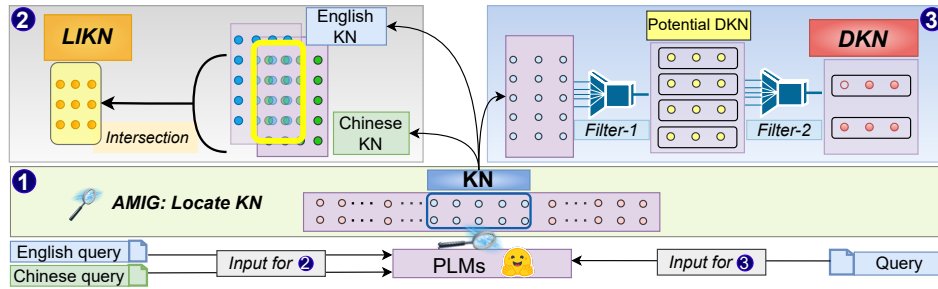 2
LIKN
English
KN
Chinese
KN
Intersection
3
Potential DKN
DKN
Filter-1
Filter-2
1
KN
AMIG: Locate KN
English query
Chinese query
Input for 2
PLMs
Input for 3
Query